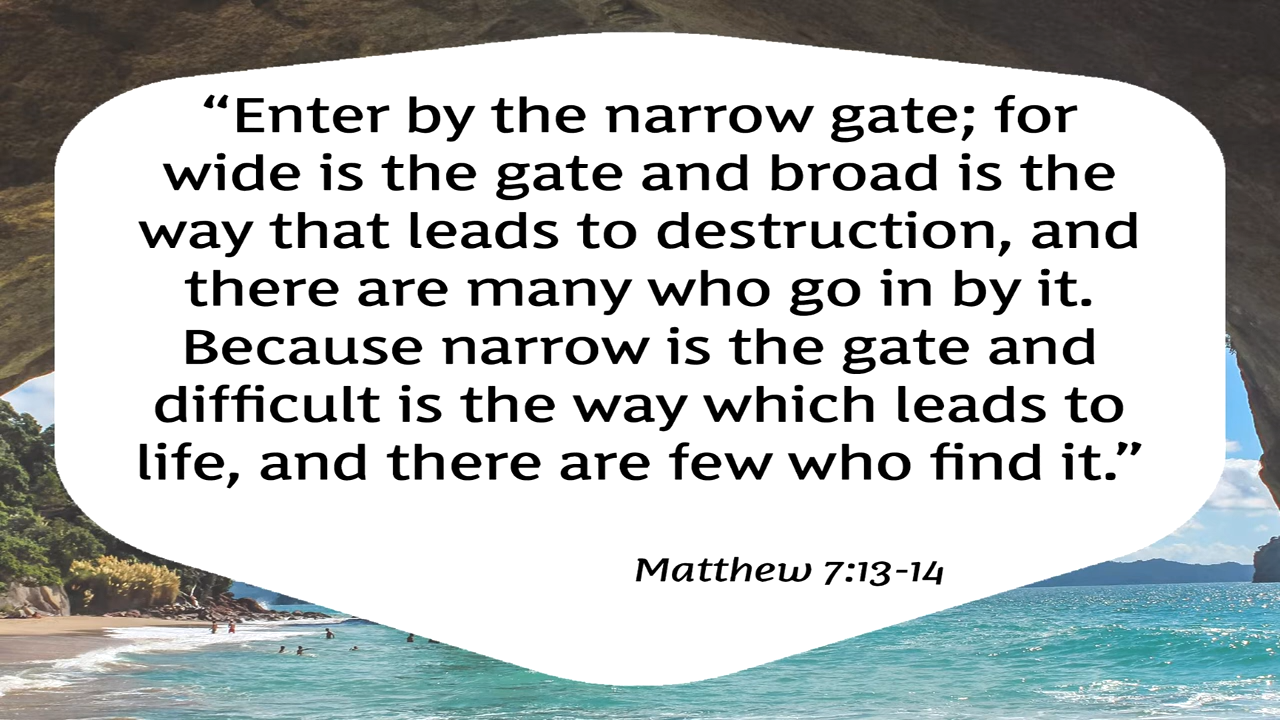 “Enter by the narrow gate; for
wide is the gate and broad is the
way that leads to destruction, and
there are many who go in by it.
Because narrow is the gate and
difficult is the way which leads to
life, and there are few who find it.”
Matthew 7:13-14